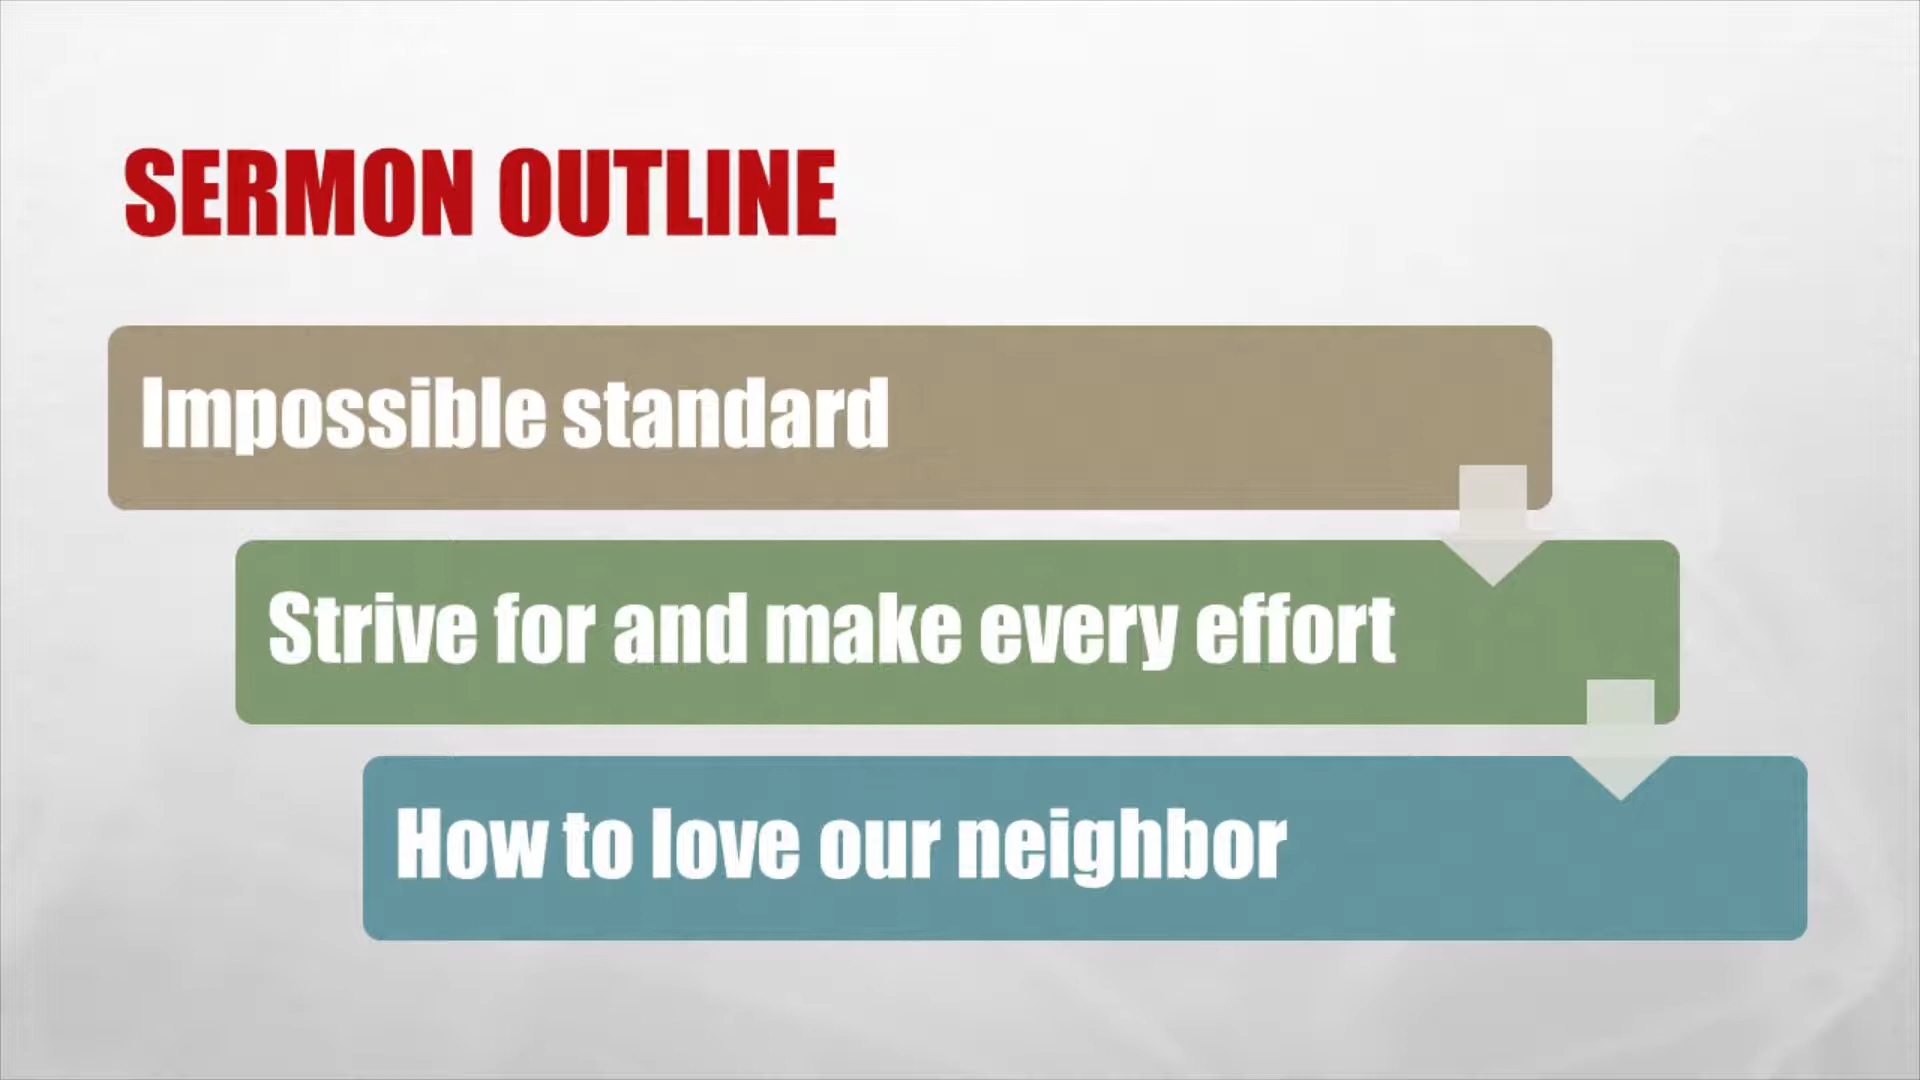 SERMON OUTLINE
Impossible standard
Strive for and make every effort
How to love our neighbor